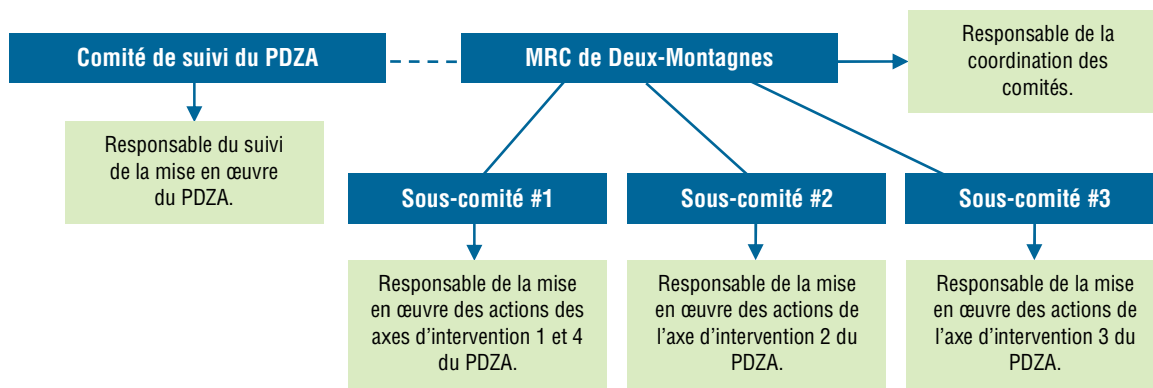 Comité de suivi du PDZA
MRC de Deux-Montagnes
Responsable de la
coordination des
comités.
Responsable du suivi
de la mise en œuvre
du PDZA.
Sous-comité #1
Sous-comité #2
Sous-comité #3
Responsable de la mise
en œuvre des actions des
axes d’intervention 1 et 4
du PDZA.
Responsable de la mise
en œuvre des actions de
l’axe d’intervention 2 du
PDZA.
Responsable de la mise
en œuvre des actions de
l’axe d’intervention 3 du
PDZA.